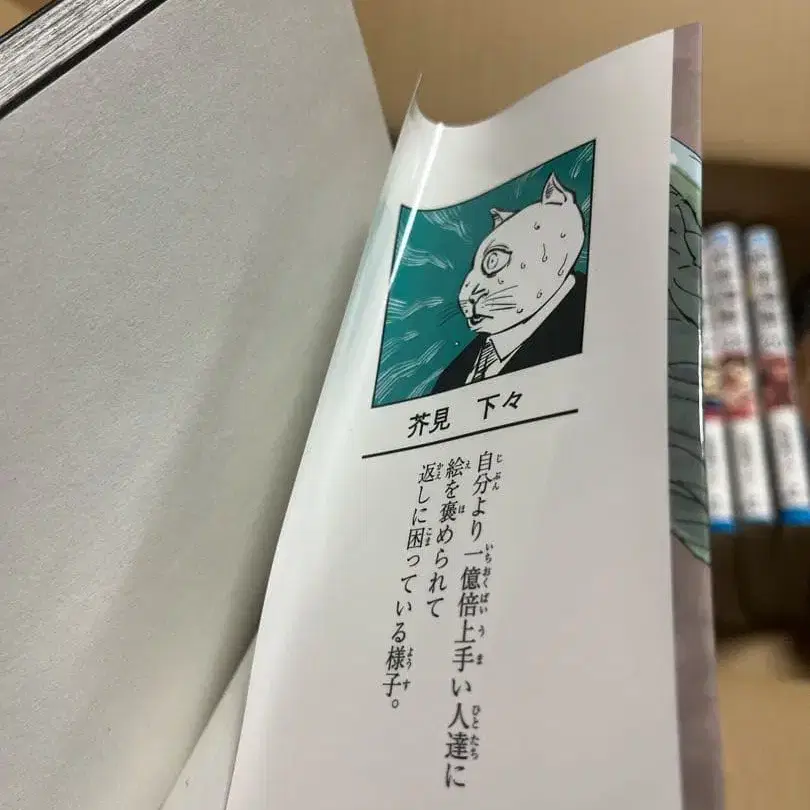 芥見 下々
自分より一億倍上手い人達に
絵を褒められて
返しに困っている様子。